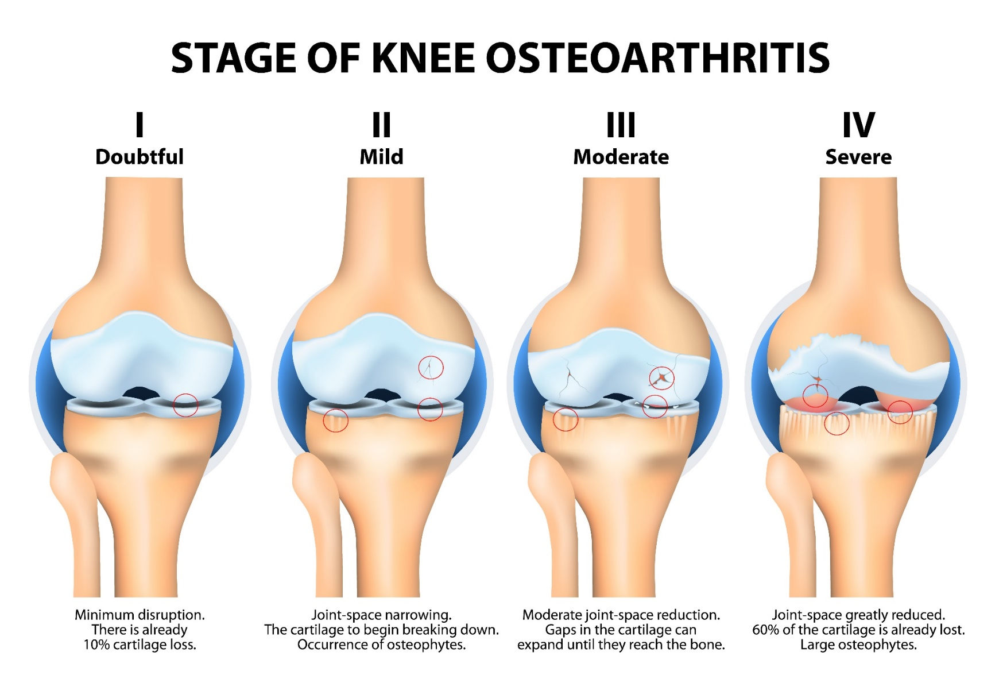 STAGE OF KNEE OSTEOARTHRITIS
I
Doubtful
II
Mild
III
Moderate
IV
Severe
Minimum disruption.
There is already
10% cartilage loss.
Joint-space narrowing.
The cartilage to begin breaking down.
Occurrence of osteophytes.
Moderate joint-space reduction.
Gaps in the cartilage can
expand until they reach the bone.
Joint-space greatly reduced.
60% of the cartilage is already lost.
Large osteophytes.